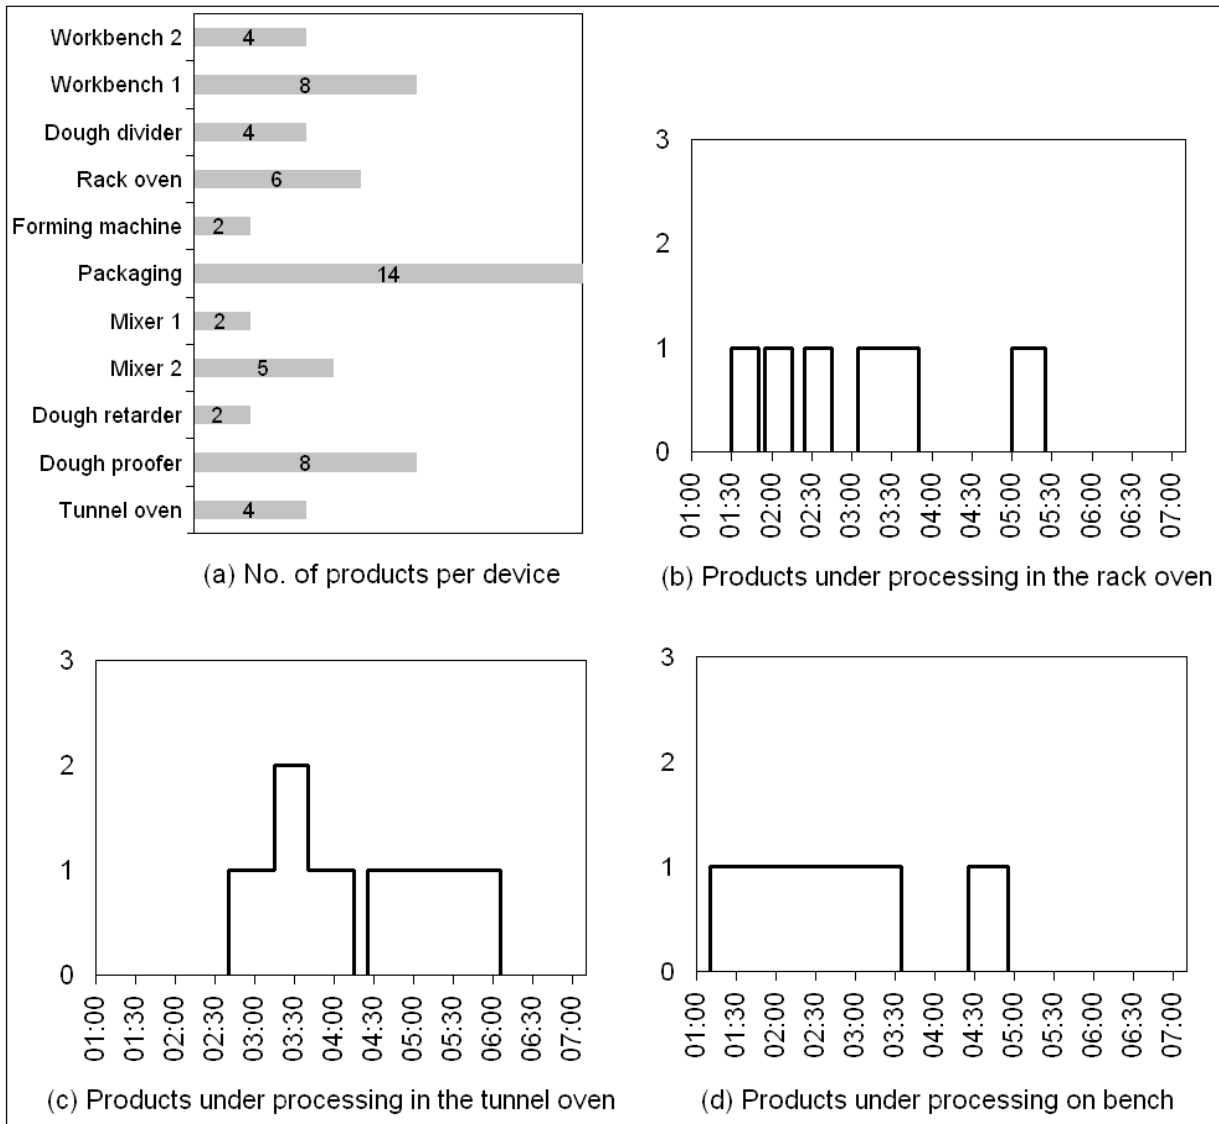 Workbench 2 4
Workbench 1 8
Dough divider 4
Rack oven 6
Forming machine 2
Packaging 14
Mixer 1 2
Mixer 2 5
Dough retarder 2
Dough proofer 8
Tunnel oven 4
(a) No. of products per device
3
2
1
0
01:00 01:30 02:00 02:30 03:00 03:30 04:00 04:30 05:00 05:30 06:00 06:30 07:00
(b) Products under processing in the rack oven
3
2
1
0
01:00 01:30 02:00 02:30 03:00 03:30 04:00 04:30 05:00 05:30 06:00 06:30 07:00
(c) Products under processing in the tunnel oven
3
2
1
0
01:00 01:30 02:00 02:30 03:00 03:30 04:00 04:30 05:00 05:30 06:00 06:30 07:00
(d) Products under processing on bench